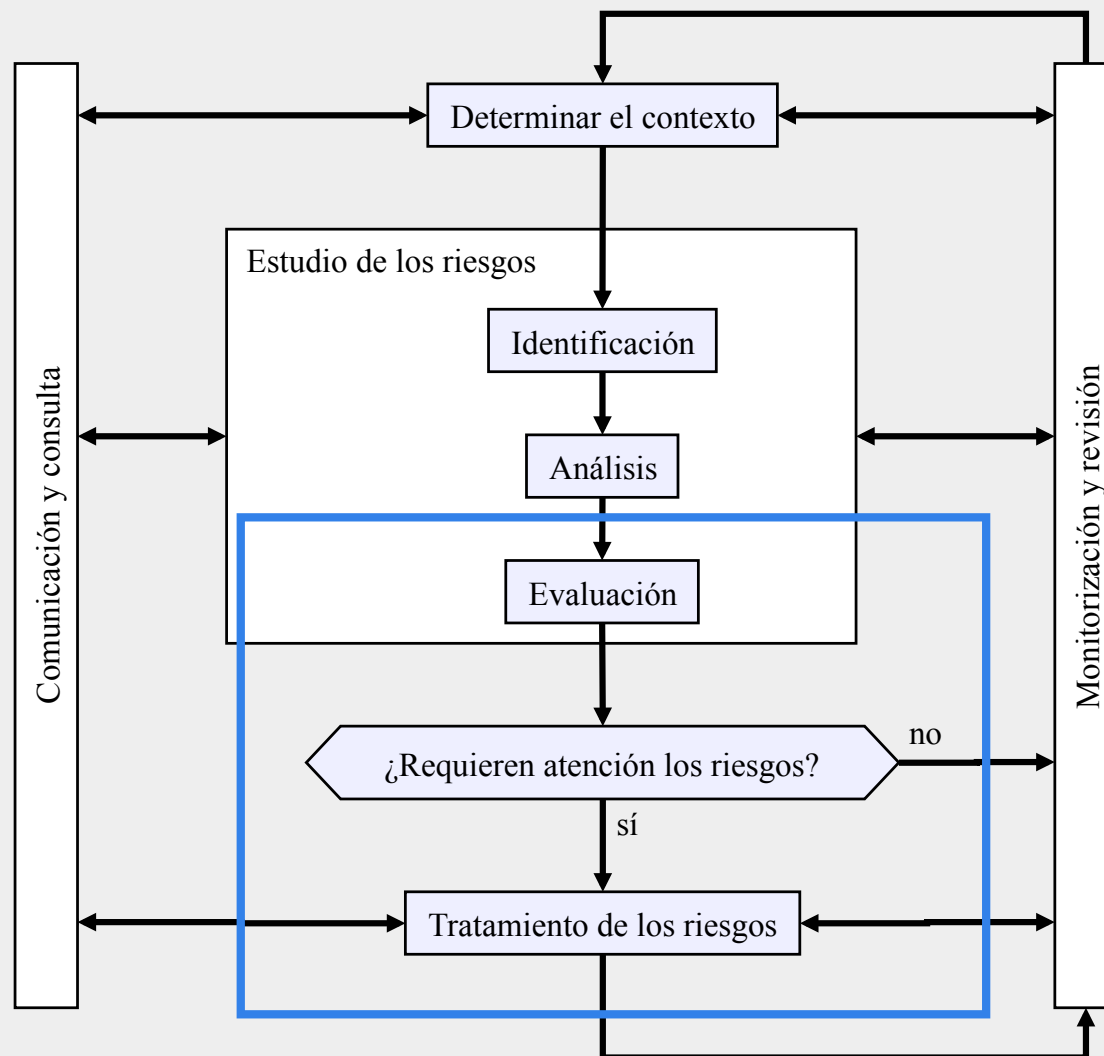 Determinar el contexto
Estudio de los riesgos
Identificación
Análisis
Evaluación
¿Requieren atención los riesgos?
no
sí
Tratamiento de los riesgos
Comunicación y consulta
Monitorización y revisión